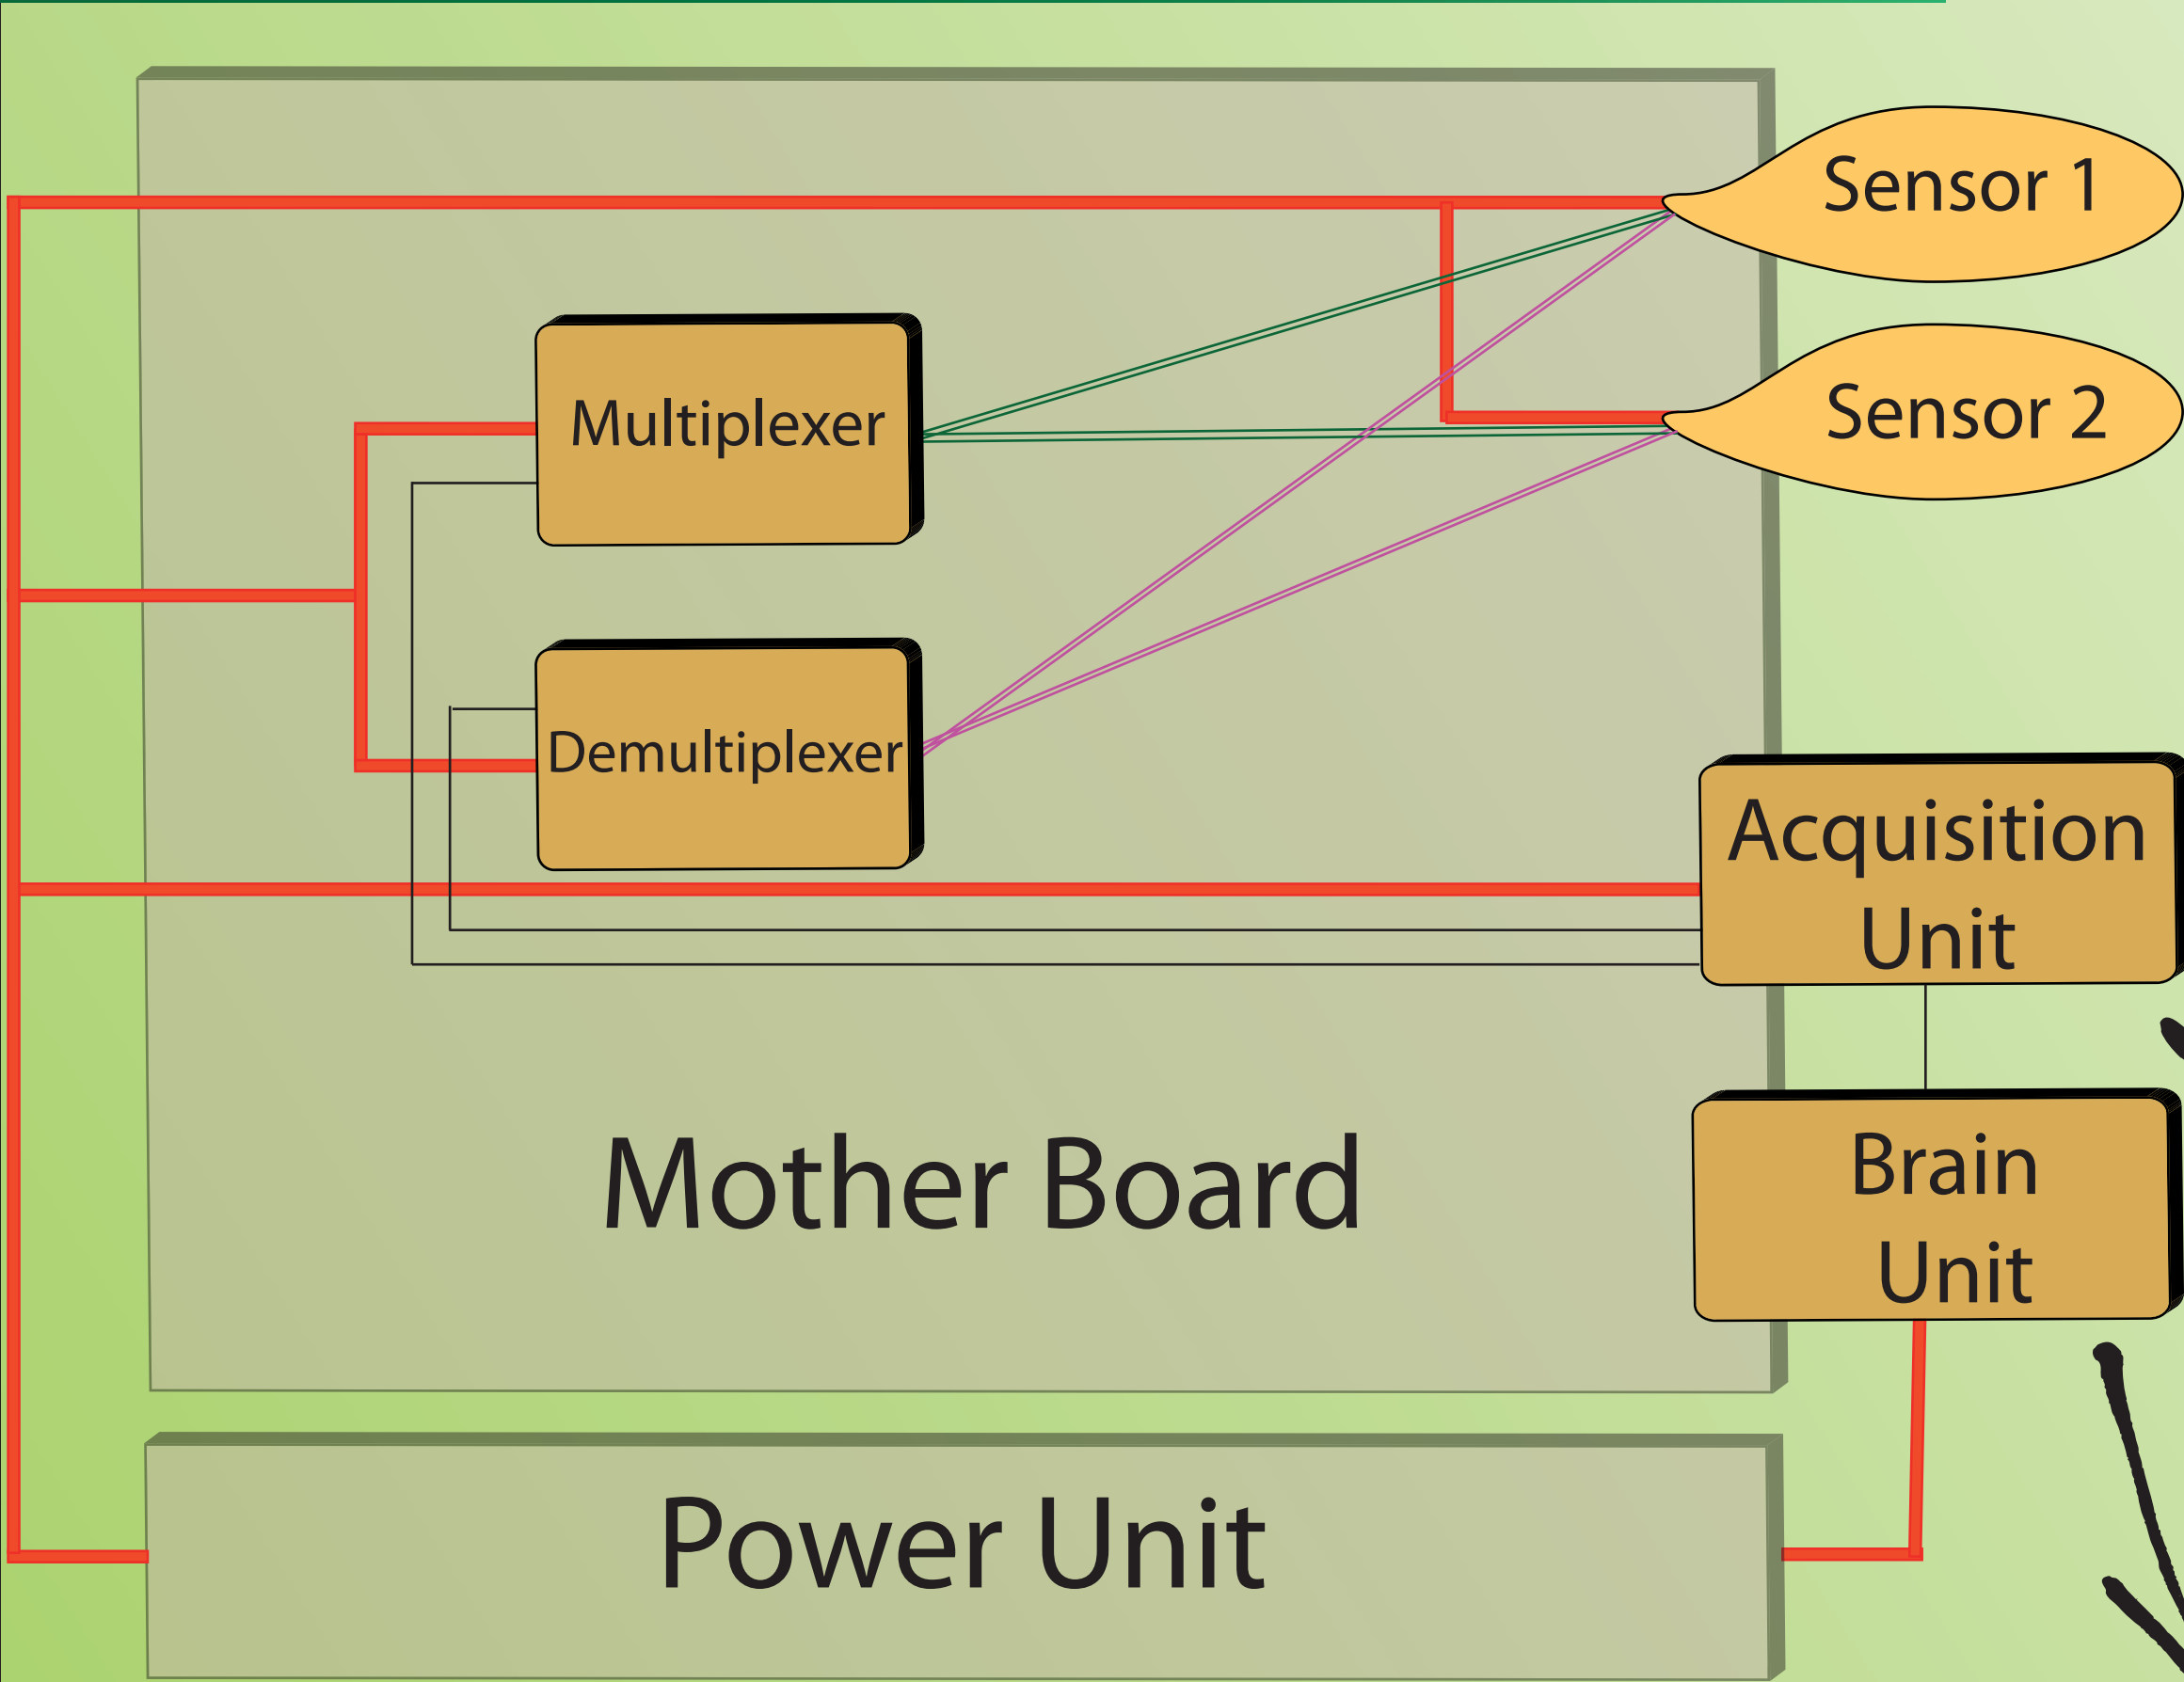 Sensor 1
Sensor 2
Multiplexer
Demultiplexer
Acquisition
Unit
Brain
Unit
Mother Board
Power Unit